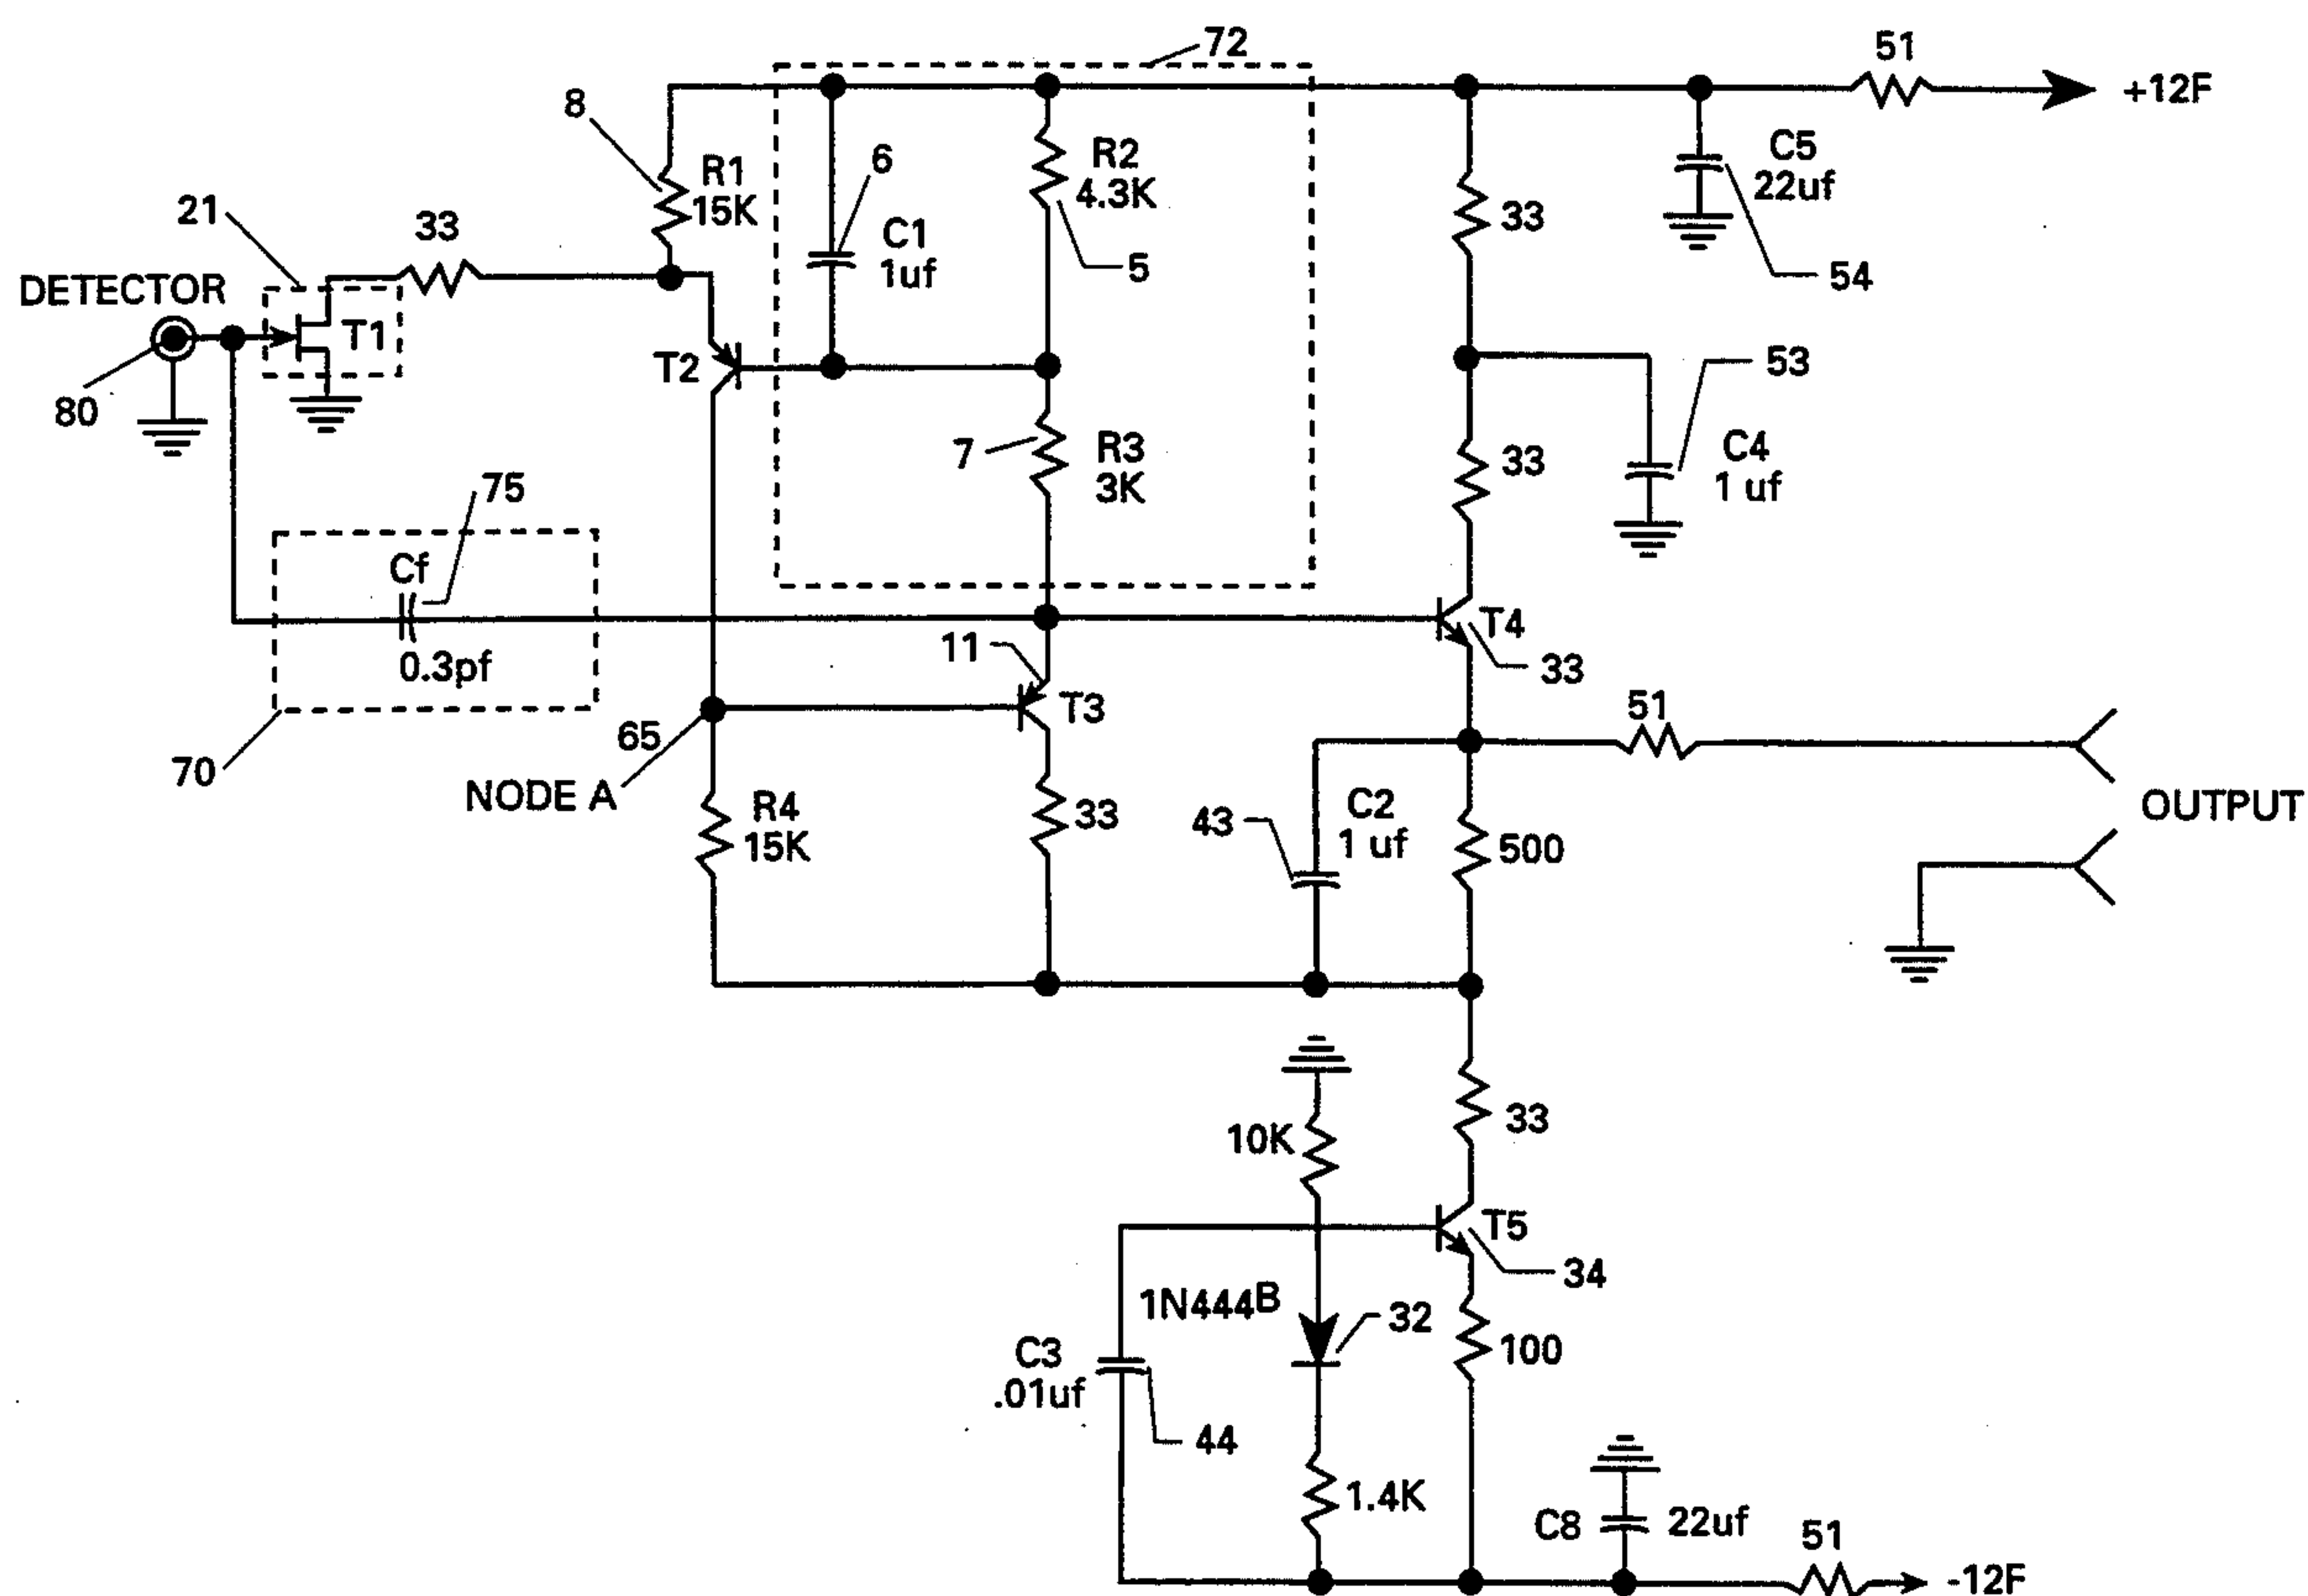 72
51
+12F
8
6
R1
15K
R2
4.3K
C5
22uf
21
33
C1
1uf
33
5
54
DETECTOR
T1
T2
53
80
7
R3
3K
33
C4
1 uf
75
Cf
0.3pf
11
T4
33
T3
65
51
70
NODE A
R4
15K
33
43
C2
1 uf
500
OUTPUT
10K
33
T5
34
1N444B
32
C3
.01uf
100
44
1.4K
C8
22uf
51
-12F